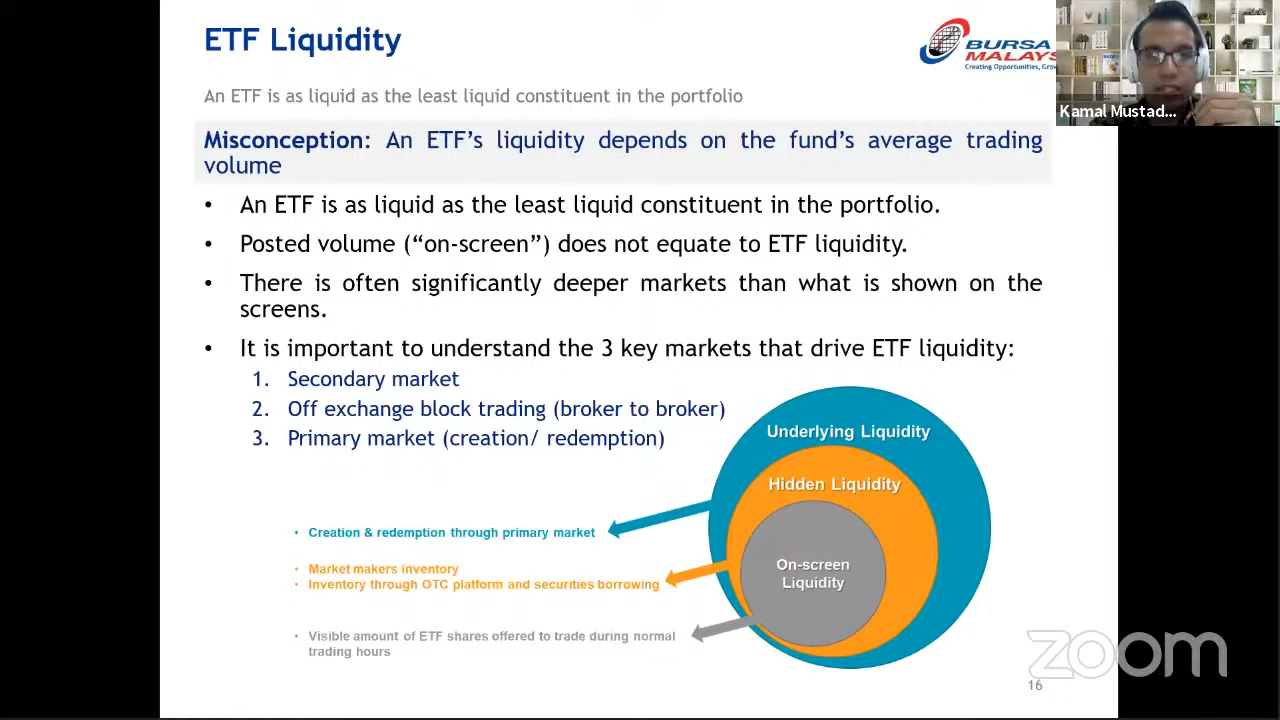 ETF Liquidity
BURSA
MALAYS
Creating Opportunities, Grow
Kamal Mustad...
An ETF is as liquid as the least liquid constituent in the portfolio
Misconception: An ETF's liquidity depends on the fund's average trading
volume
• An ETF is as liquid as the least liquid constituent in the portfolio.
• Posted volume (“on-screen”) does not equate to ETF liquidity.
• There is often significantly deeper markets than what is shown on the
screens.
• It is important to understand the 3 key markets that drive ETF liquidity:
1. Secondary market
2. Off exchange block trading (broker to broker)
3. Primary market (creation/ redemption)
Underlying Liquidity
Hidden Liquidity
On-screen
Liquidity
• Creation & redemption through primary market
• Market makers inventory
• Inventory through OTC platform and securities borrowing
• Visible amount of ETF shares offered to trade during normal
trading hours
zoom
16